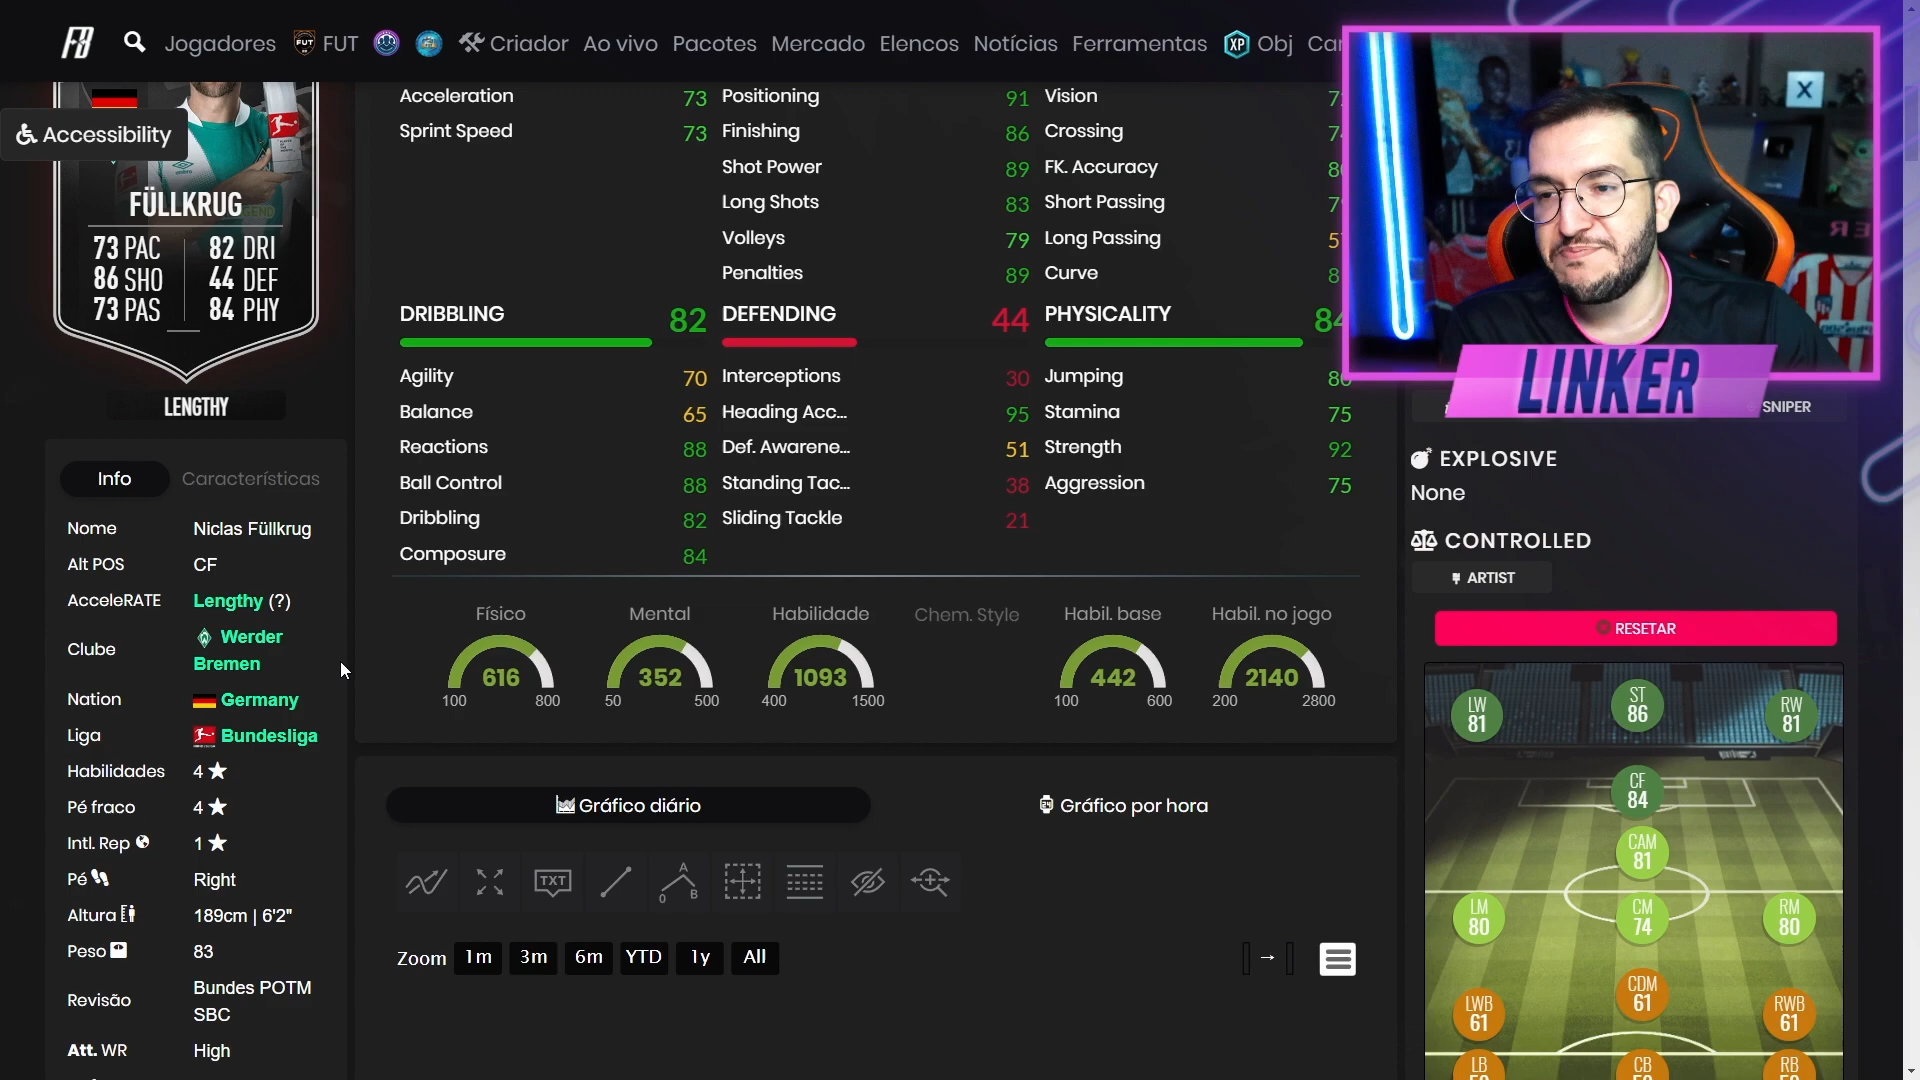 Jogadores FUT Criador Ao vivo Pacotes Mercado Elencos Notícias Ferramentas XP Obj
X
Accessibility
FÜLLKRUG
73 PAC 82 DRI
86 SHO 44 DEF
73 PAS 84 PHY
LENGTHY
Acceleration 73
Sprint Speed 73
Positioning 91
Finishing 86
Shot Power 89
Long Shots 83
Volleys 79
Penalties 89
Vision
Crossing
FK. Accuracy
Short Passing
Long Passing
Curve
DRIBBLING 82
Agility 70
Balance 65
Reactions 88
Ball Control 88
Dribbling 82
Composure 84
DEFENDING 44
Interceptions 30
Heading Acc... 95
Def. Awarene... 51
Standing Tac... 38
Sliding Tackle 21
PHYSICALITY 84
Jumping 80
Stamina 75
Strength 92
Aggression 75
LINKER
SNIPER
EXPLOSIVE
None
CONTROLLED
ARTIST
RESETAR
Info Características
Nome Niclas Füllkrug
Alt POS CF
AcceleRATE Lengthy (?)
Clube Werder Bremen
Nation Germany
Liga Bundesliga
Habilidades 4
Pé fraco 4
Intl. Rep 1
Pé Right
Altura 189cm | 6'2"
Peso 83
Revisão Bundes POTM SBC
Att. WR High
Físico Mental Habilidade Chem. Style Habil. base Habil. no jogo
616 352 1093 442 2140
100 800 50 500 400 1500 100 600 200 2800
Gráfico diário Gráfico por hora
TXT A 0 B
Zoom 1m 3m 6m YTD 1y All
→
LW 81
ST 86
RW 81
CF 84
CAM 81
LM 80
CM 74
RM 80
LWB 61
CDM 61
RWB 61
LB
CB
RB